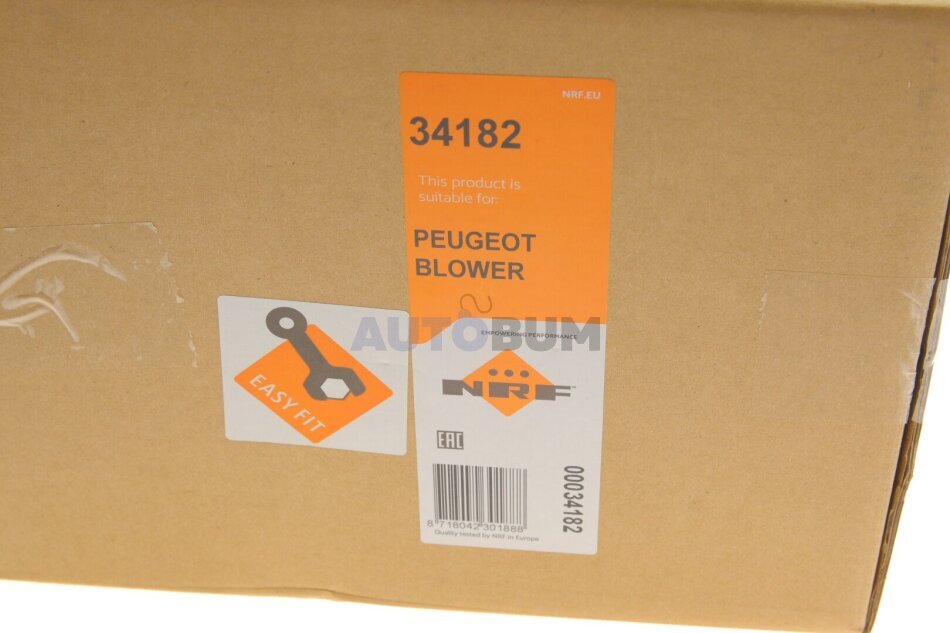 NRF.EU
34182
This product is
suitable for:
PEUGEOT
BLOWER
AUTOBUM
EMPOWERING PERFORMANCE
NRF
EASY FIT
EAC
00034182
8 718042 301888
Quality tested by NRF in Europe